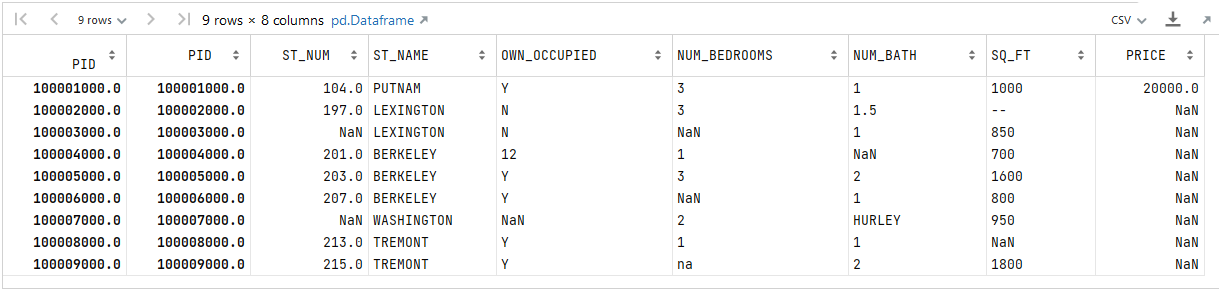 9 rows 9 rows × 8 columns pd.Dataframe CSV
PID PID ST_NUM ST_NAME OWN_OCCUPIED NUM_BEDROOMS NUM_BATH SQ_FT PRICE
100001000.0 100001000.0 104.0 PUTNAM Y 3 1 1000 20000.0
100002000.0 100002000.0 197.0 LEXINGTON N 3 1.5 -- NaN
100003000.0 100003000.0 NaN LEXINGTON N NaN 1 850 NaN
100004000.0 100004000.0 201.0 BERKELEY 12 1 NaN 700 NaN
100005000.0 100005000.0 203.0 BERKELEY Y 3 2 1600 NaN
100006000.0 100006000.0 207.0 BERKELEY Y NaN 1 800 NaN
100007000.0 100007000.0 NaN WASHINGTON NaN 2 HURLEY 950 NaN
100008000.0 100008000.0 213.0 TREMONT Y 1 1 NaN NaN
100009000.0 100009000.0 215.0 TREMONT Y na 2 1800 NaN